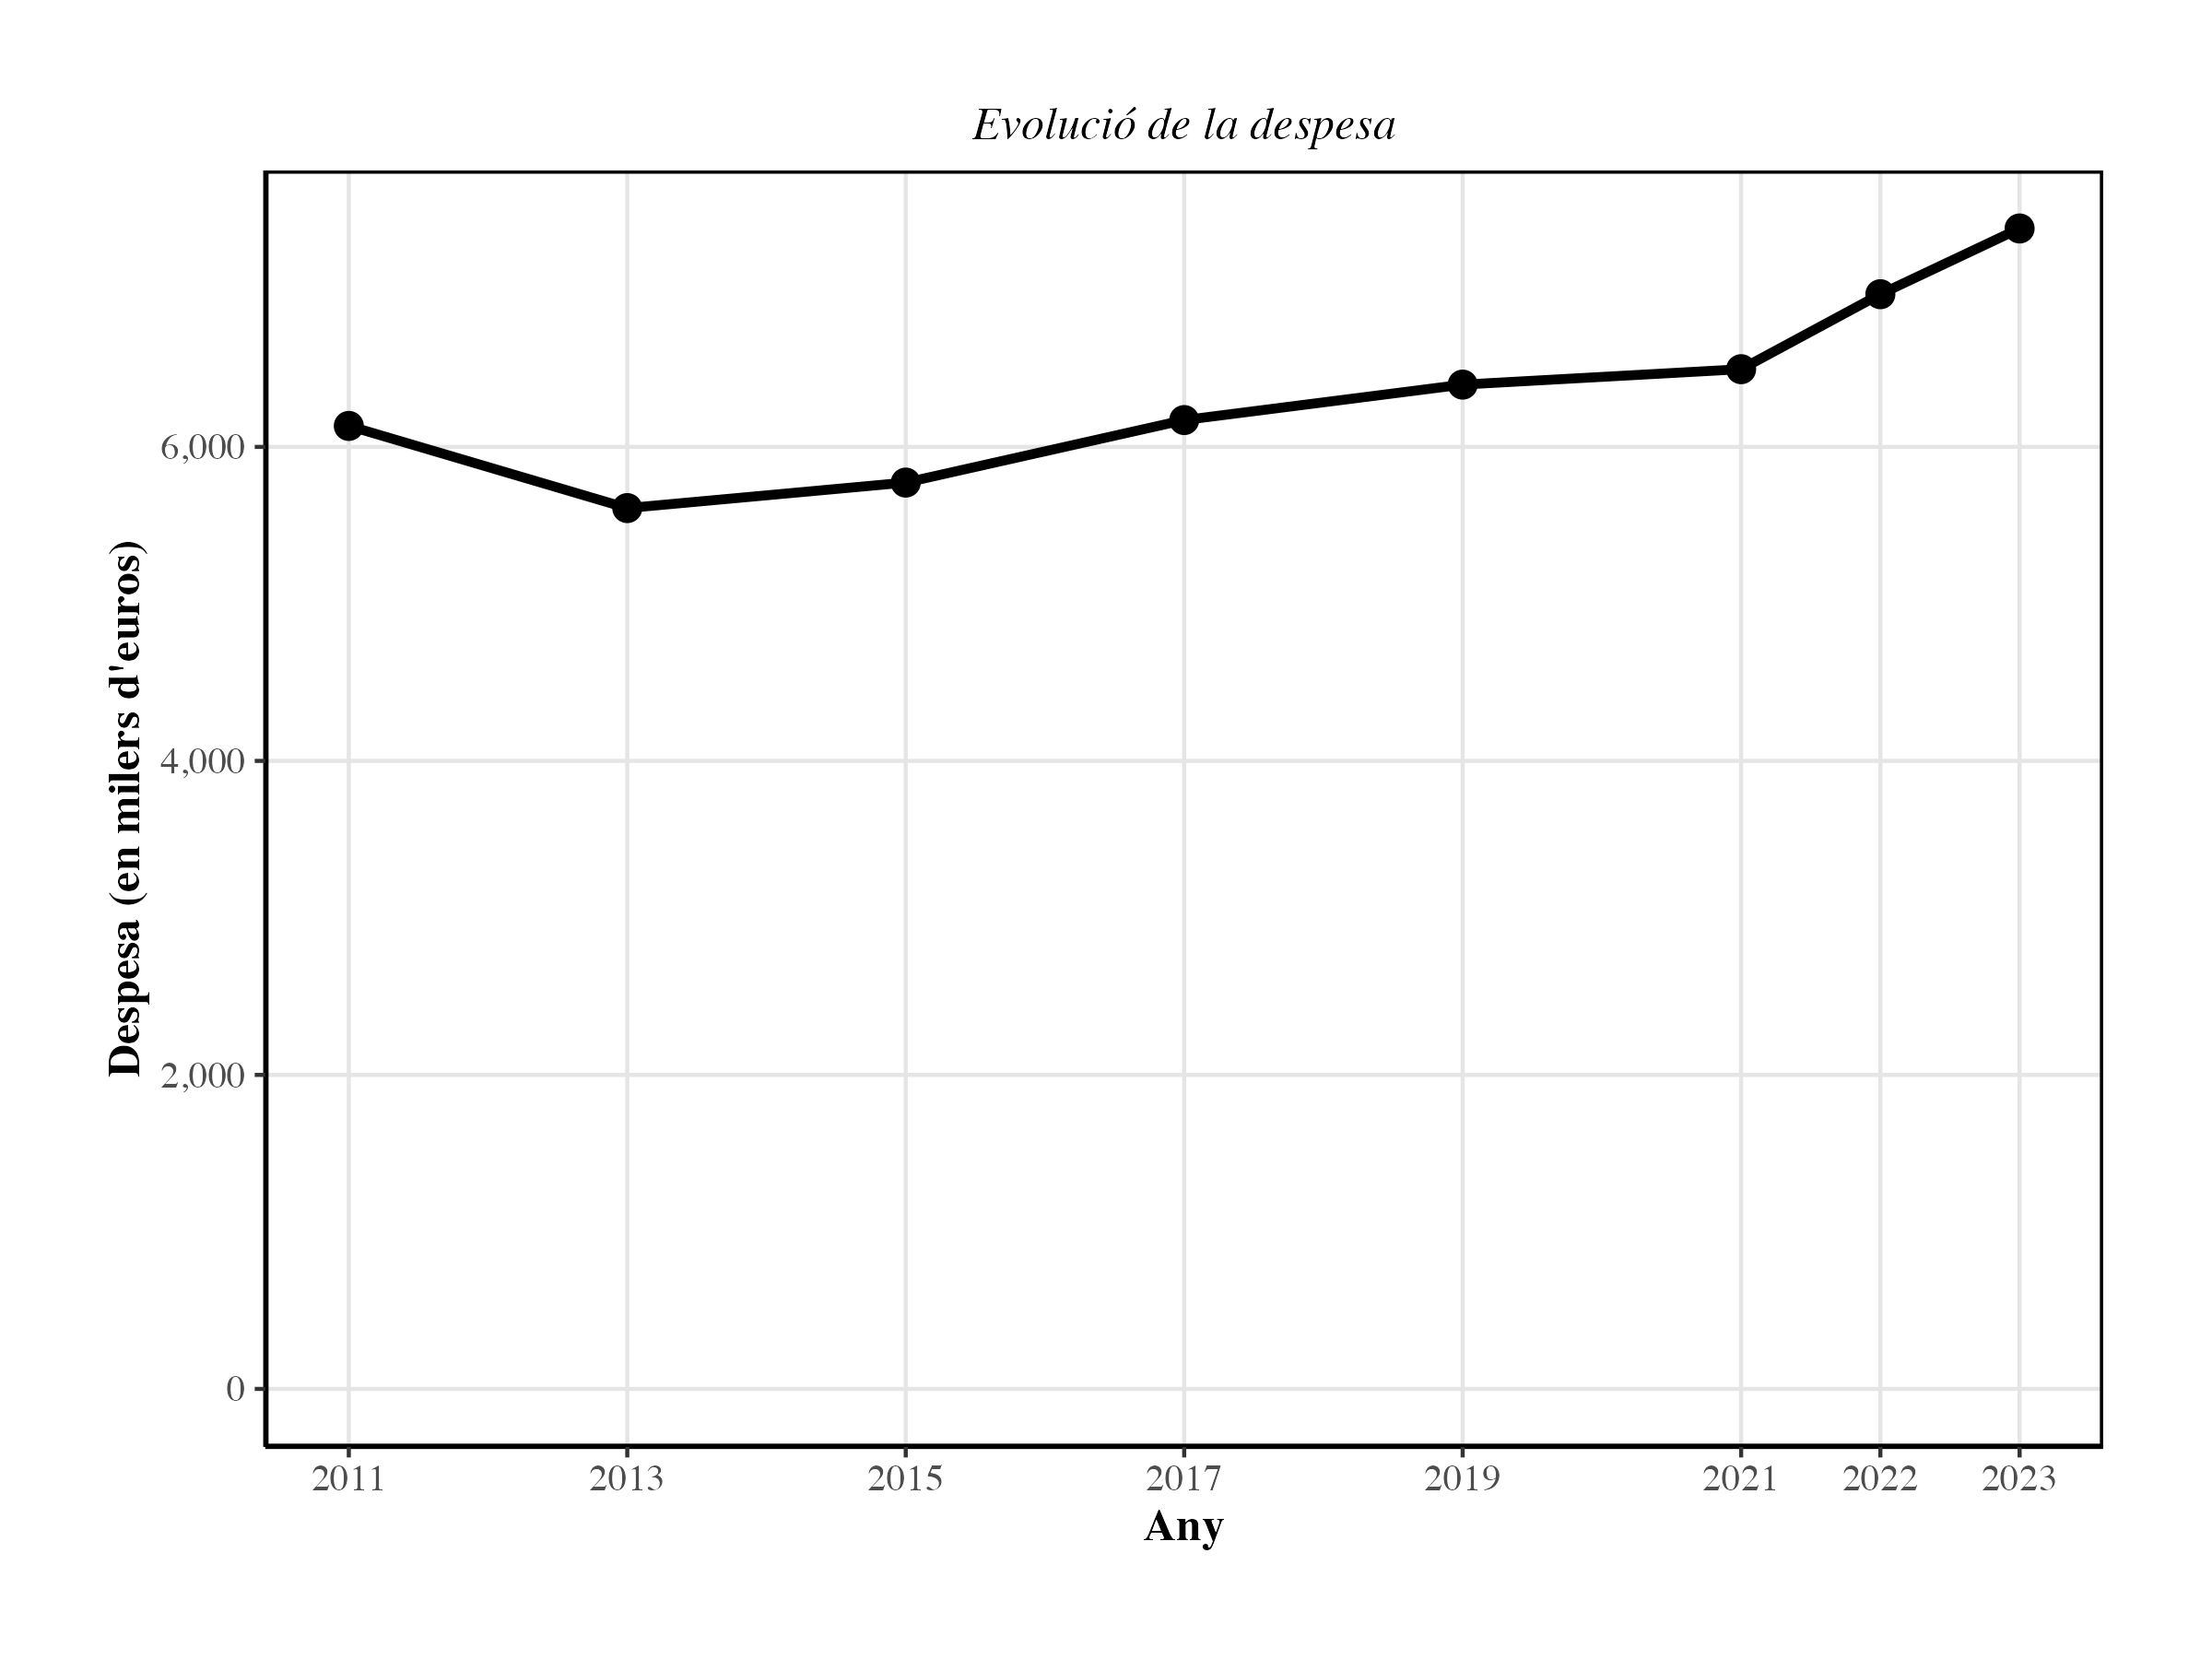 Evolució de la despesa
Despesa (en milers d'euros)
6,000
4,000
2,000
0
2011 2013 2015 2017 2019 2021 2022 2023
Any